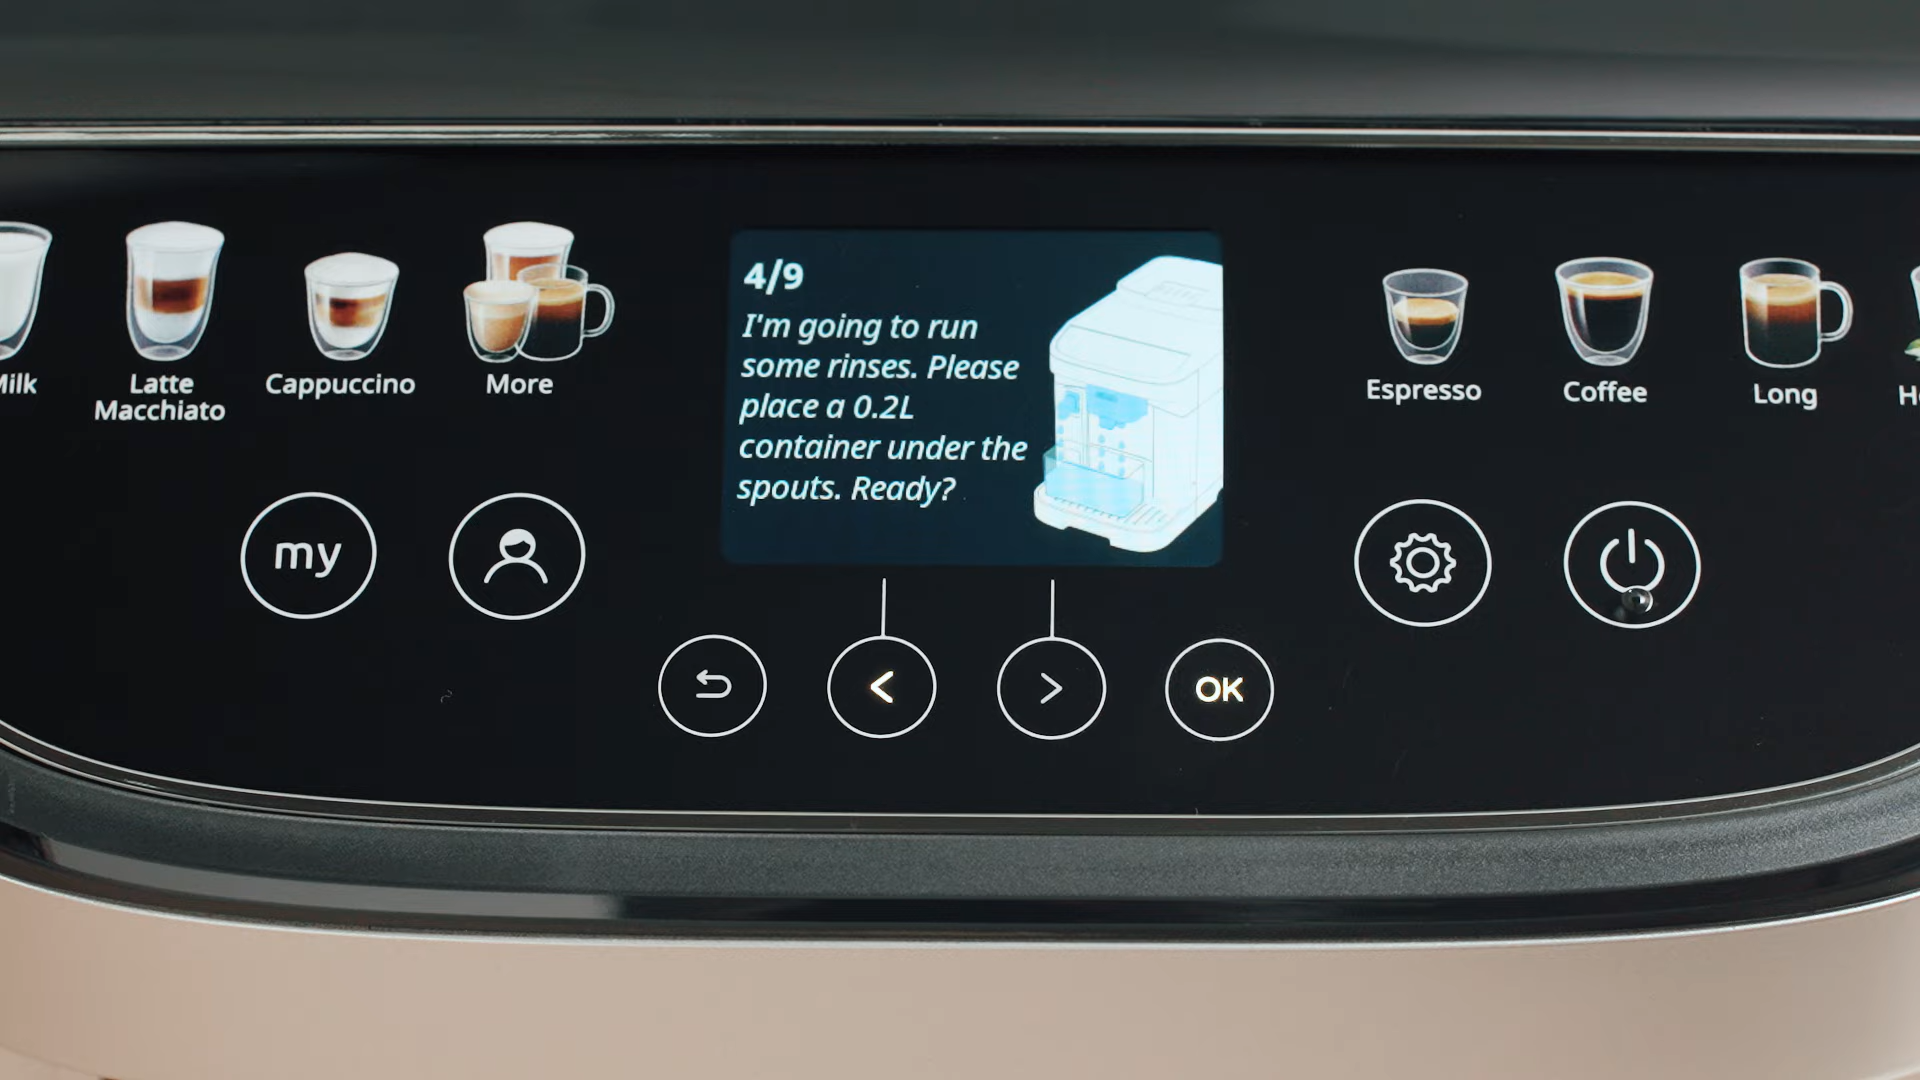 Latte
Macchiato
Cappuccino
More
4/9
I'm going to run
some rinses. Please
place a 0.2L
container under the
spouts. Ready?
Espresso
Coffee
Long
my
<
>
OK